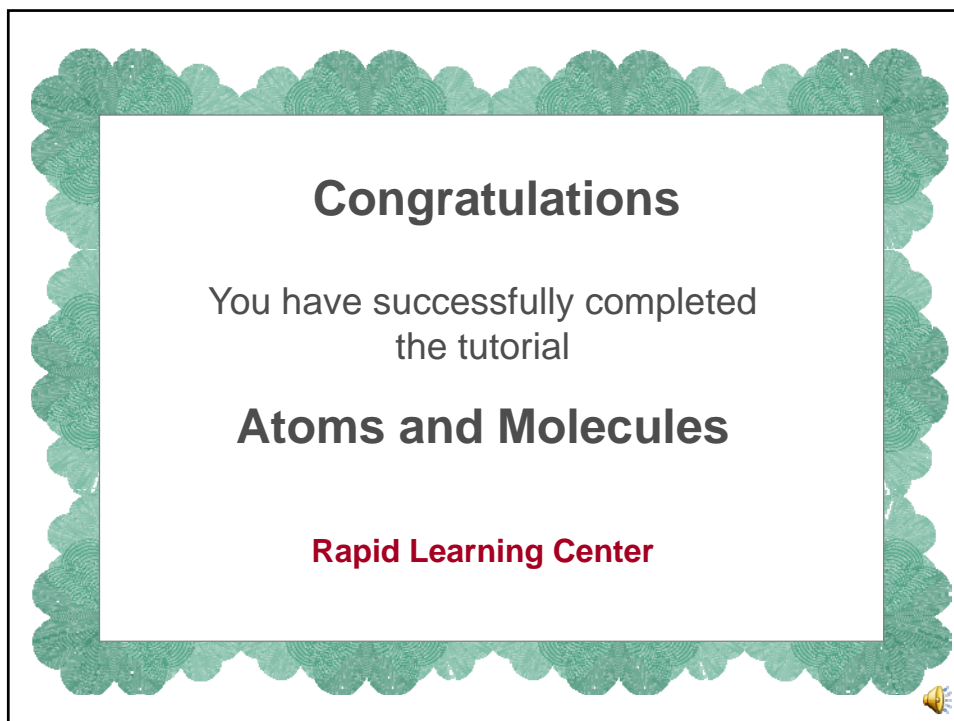 Congratulations
You have successfully completed
the tutorial
Atoms and Molecules
Rapid Learning Center